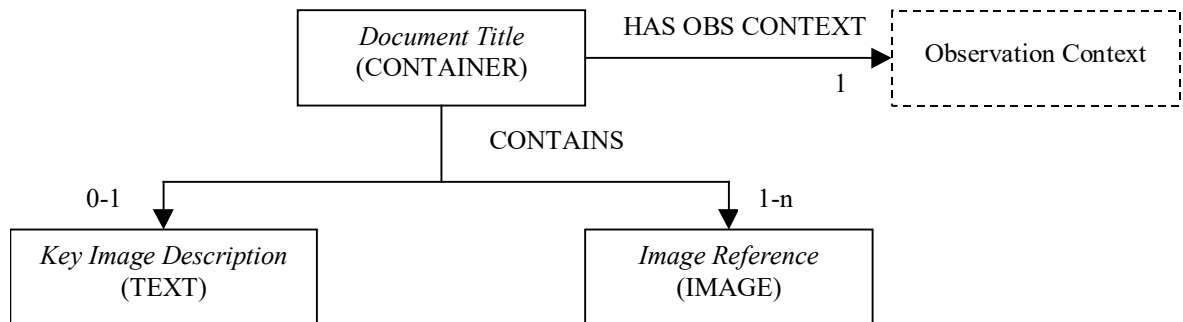 Document Title
(CONTAINER)
HAS OBS CONTEXT
1
Observation Context
CONTAINS
0-1
1-n
Key Image Description
(TEXT)
Image Reference
(IMAGE)